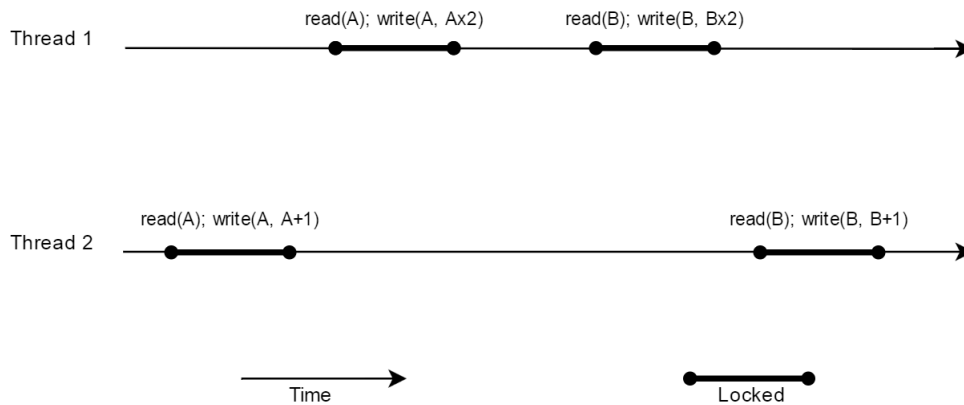 read(A); write(A, Ax2) read(B); write(B, Bx2)
Thread 1
read(A); write(A, A+1) read(B); write(B, B+1)
Thread 2
Time Locked